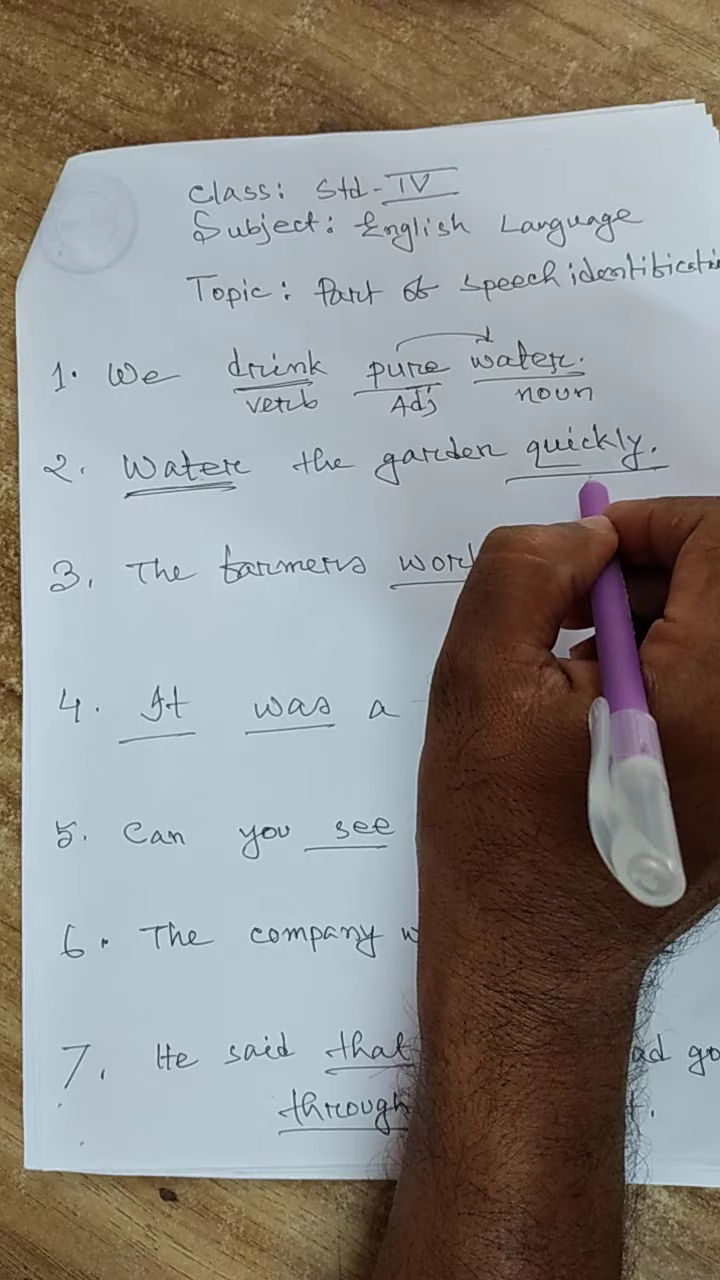 Class: Std-IV
Subject: English Language
Topic: Part of speech identificatio
1. We drink pure water.
verb Adj noun
2. Water the garden quickly.
3. The farmers work
4. It was a
5. Can you see
6. The company w
7. He said that ad go
through t.